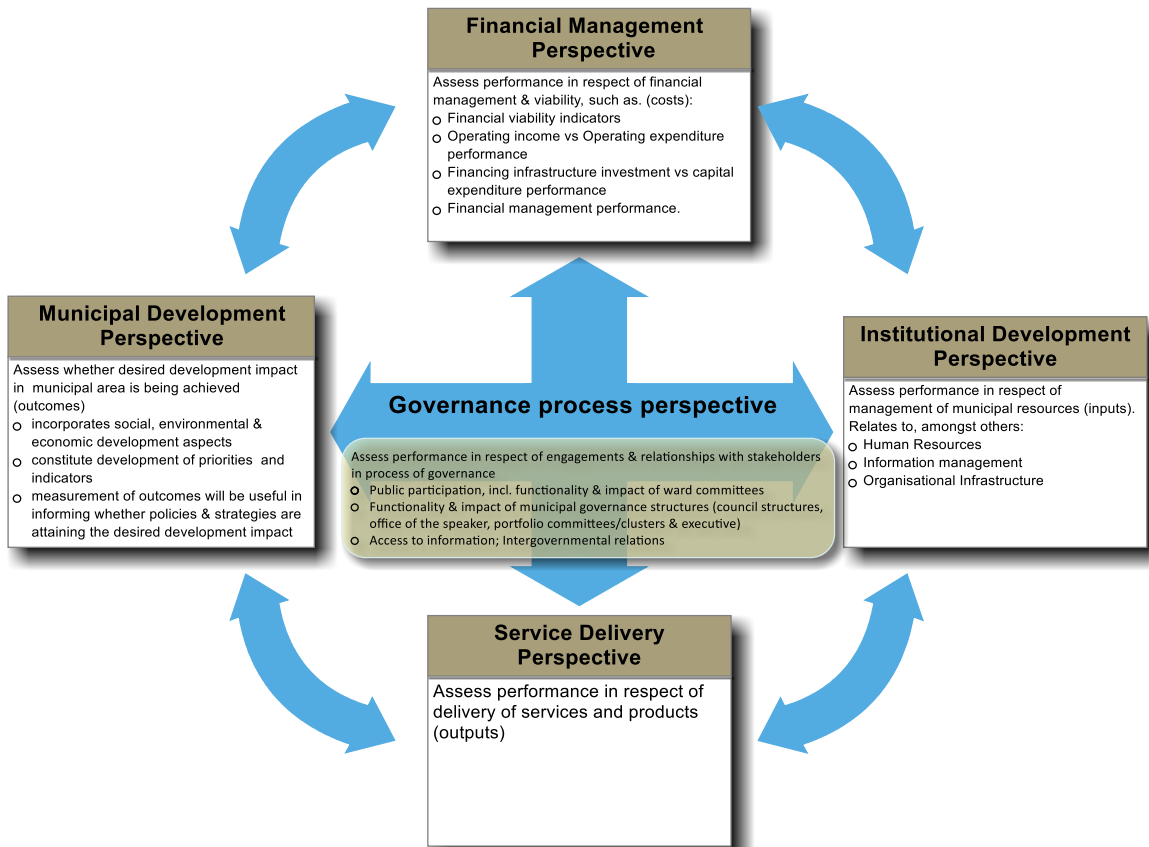 Financial Management
Perspective
Assess performance in respect of financial
management & viability, such as. (costs):
Financial viability indicators
Operating income vs Operating expenditure
performance
Financing infrastructure investment vs capital
expenditure performance
Financial management performance.
Municipal Development
Perspective
Assess whether desired development impact
in municipal area is being achieved
(outcomes)
incorporates social, environmental &
economic development aspects
constitute development of priorities and
indicators
measurement of outcomes will be useful in
informing whether policies & strategies are
attaining the desired development impact
Governance process perspective
Assess performance in respect of engagements & relationships with stakeholders
in process of governance
Public participation, incl. functionality & impact of ward committees
Functionality & impact of municipal governance structures (council structures,
office of the speaker, portfolio committees/clusters & executive)
Access to information; Intergovernmental relations
Institutional Development
Perspective
Assess performance in respect of
management of municipal resources (inputs).
Relates to, amongst others:
Human Resources
Information management
Organisational Infrastructure
Service Delivery
Perspective
Assess performance in respect of
delivery of services and products
(outputs)